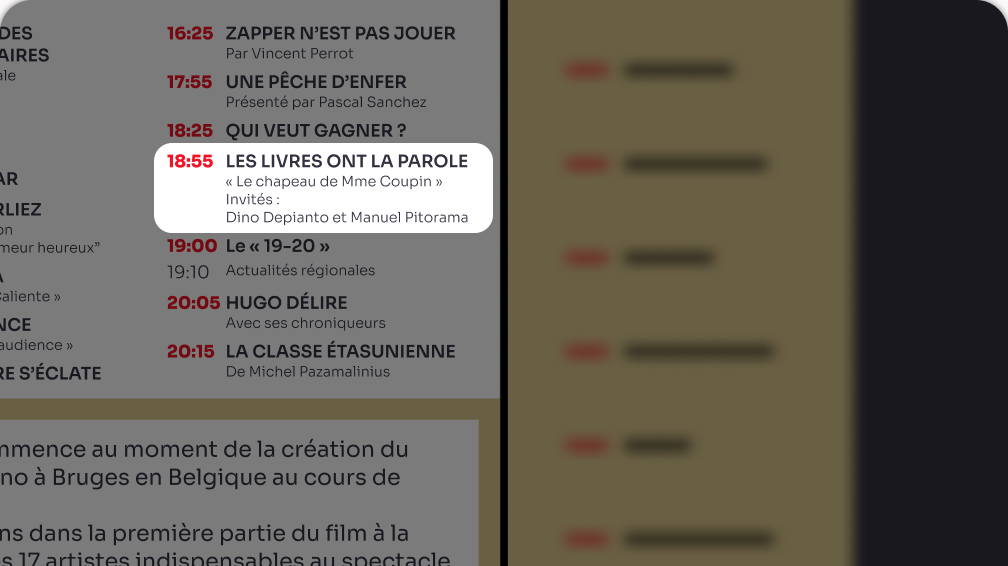 DES
AIRES
ale
AR
RLIEZ
on
meur heureux”
A
Caliente »
NCE
audience »
RE S’ÉCLATE
16:25 ZAPPER N’EST PAS JOUER
Par Vincent Perrot
17:55 UNE PÊCHE D’ENFER
Présenté par Pascal Sanchez
18:25 QUI VEUT GAGNER ?
18:55 LES LIVRES ONT LA PAROLE
« Le chapeau de Mme Coupin »
Invités :
Dino Depianto et Manuel Pitorama
19:00 Le « 19-20 »
19:10 Actualités régionales
20:05 HUGO DÉLIRE
Avec ses chroniqueurs
20:15 LA CLASSE ÉTASUNIENNE
De Michel Pazamalinius
mmence au moment de la création du
no à Bruges en Belgique au cours de
ns dans la première partie du film à la
s 17 artistes indispensables au spectacle